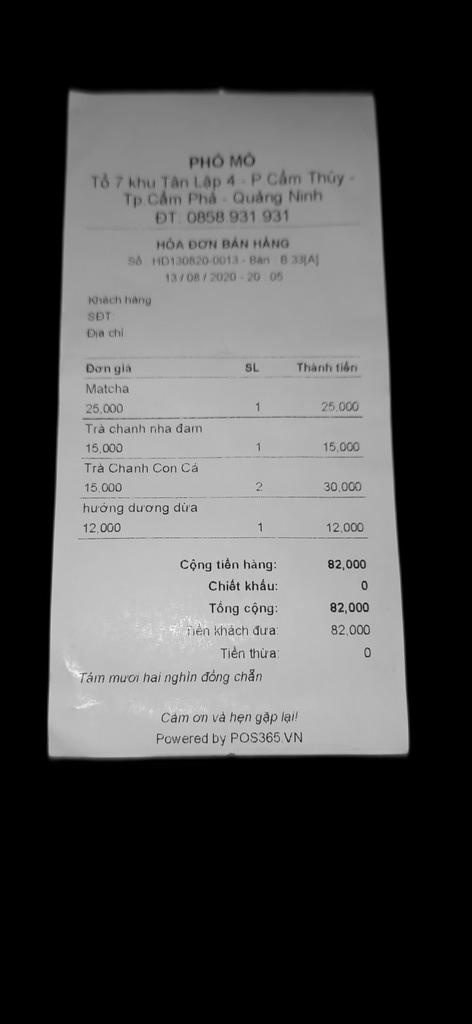 PHỐ MỎ
Tổ 7 khu Tân Lập 4 - P Cẩm Thủy -
Tp.Cẩm Phả - Quảng Ninh
ĐT: 0858.931.931
HÓA ĐƠN BÁN HÀNG
Số : HD130820-0013 - Bàn : B 33[A]
13 / 08 / 2020 - 20 : 05
Khách hàng
SĐT:
Địa chỉ
Đơn giá SL Thành tiền
Matcha
25,000 1 25,000
Trà chanh nha đam
15,000 1 15,000
Trà Chanh Con Cá
15,000 2 30,000
hướng dương dừa
12,000 1 12,000
Cộng tiền hàng: 82,000
Chiết khấu: 0
Tổng cộng: 82,000
Tiền khách đưa: 82,000
Tiền thừa: 0
Tám mươi hai nghìn đồng chẵn
Cảm ơn và hẹn gặp lại!
Powered by POS365.VN